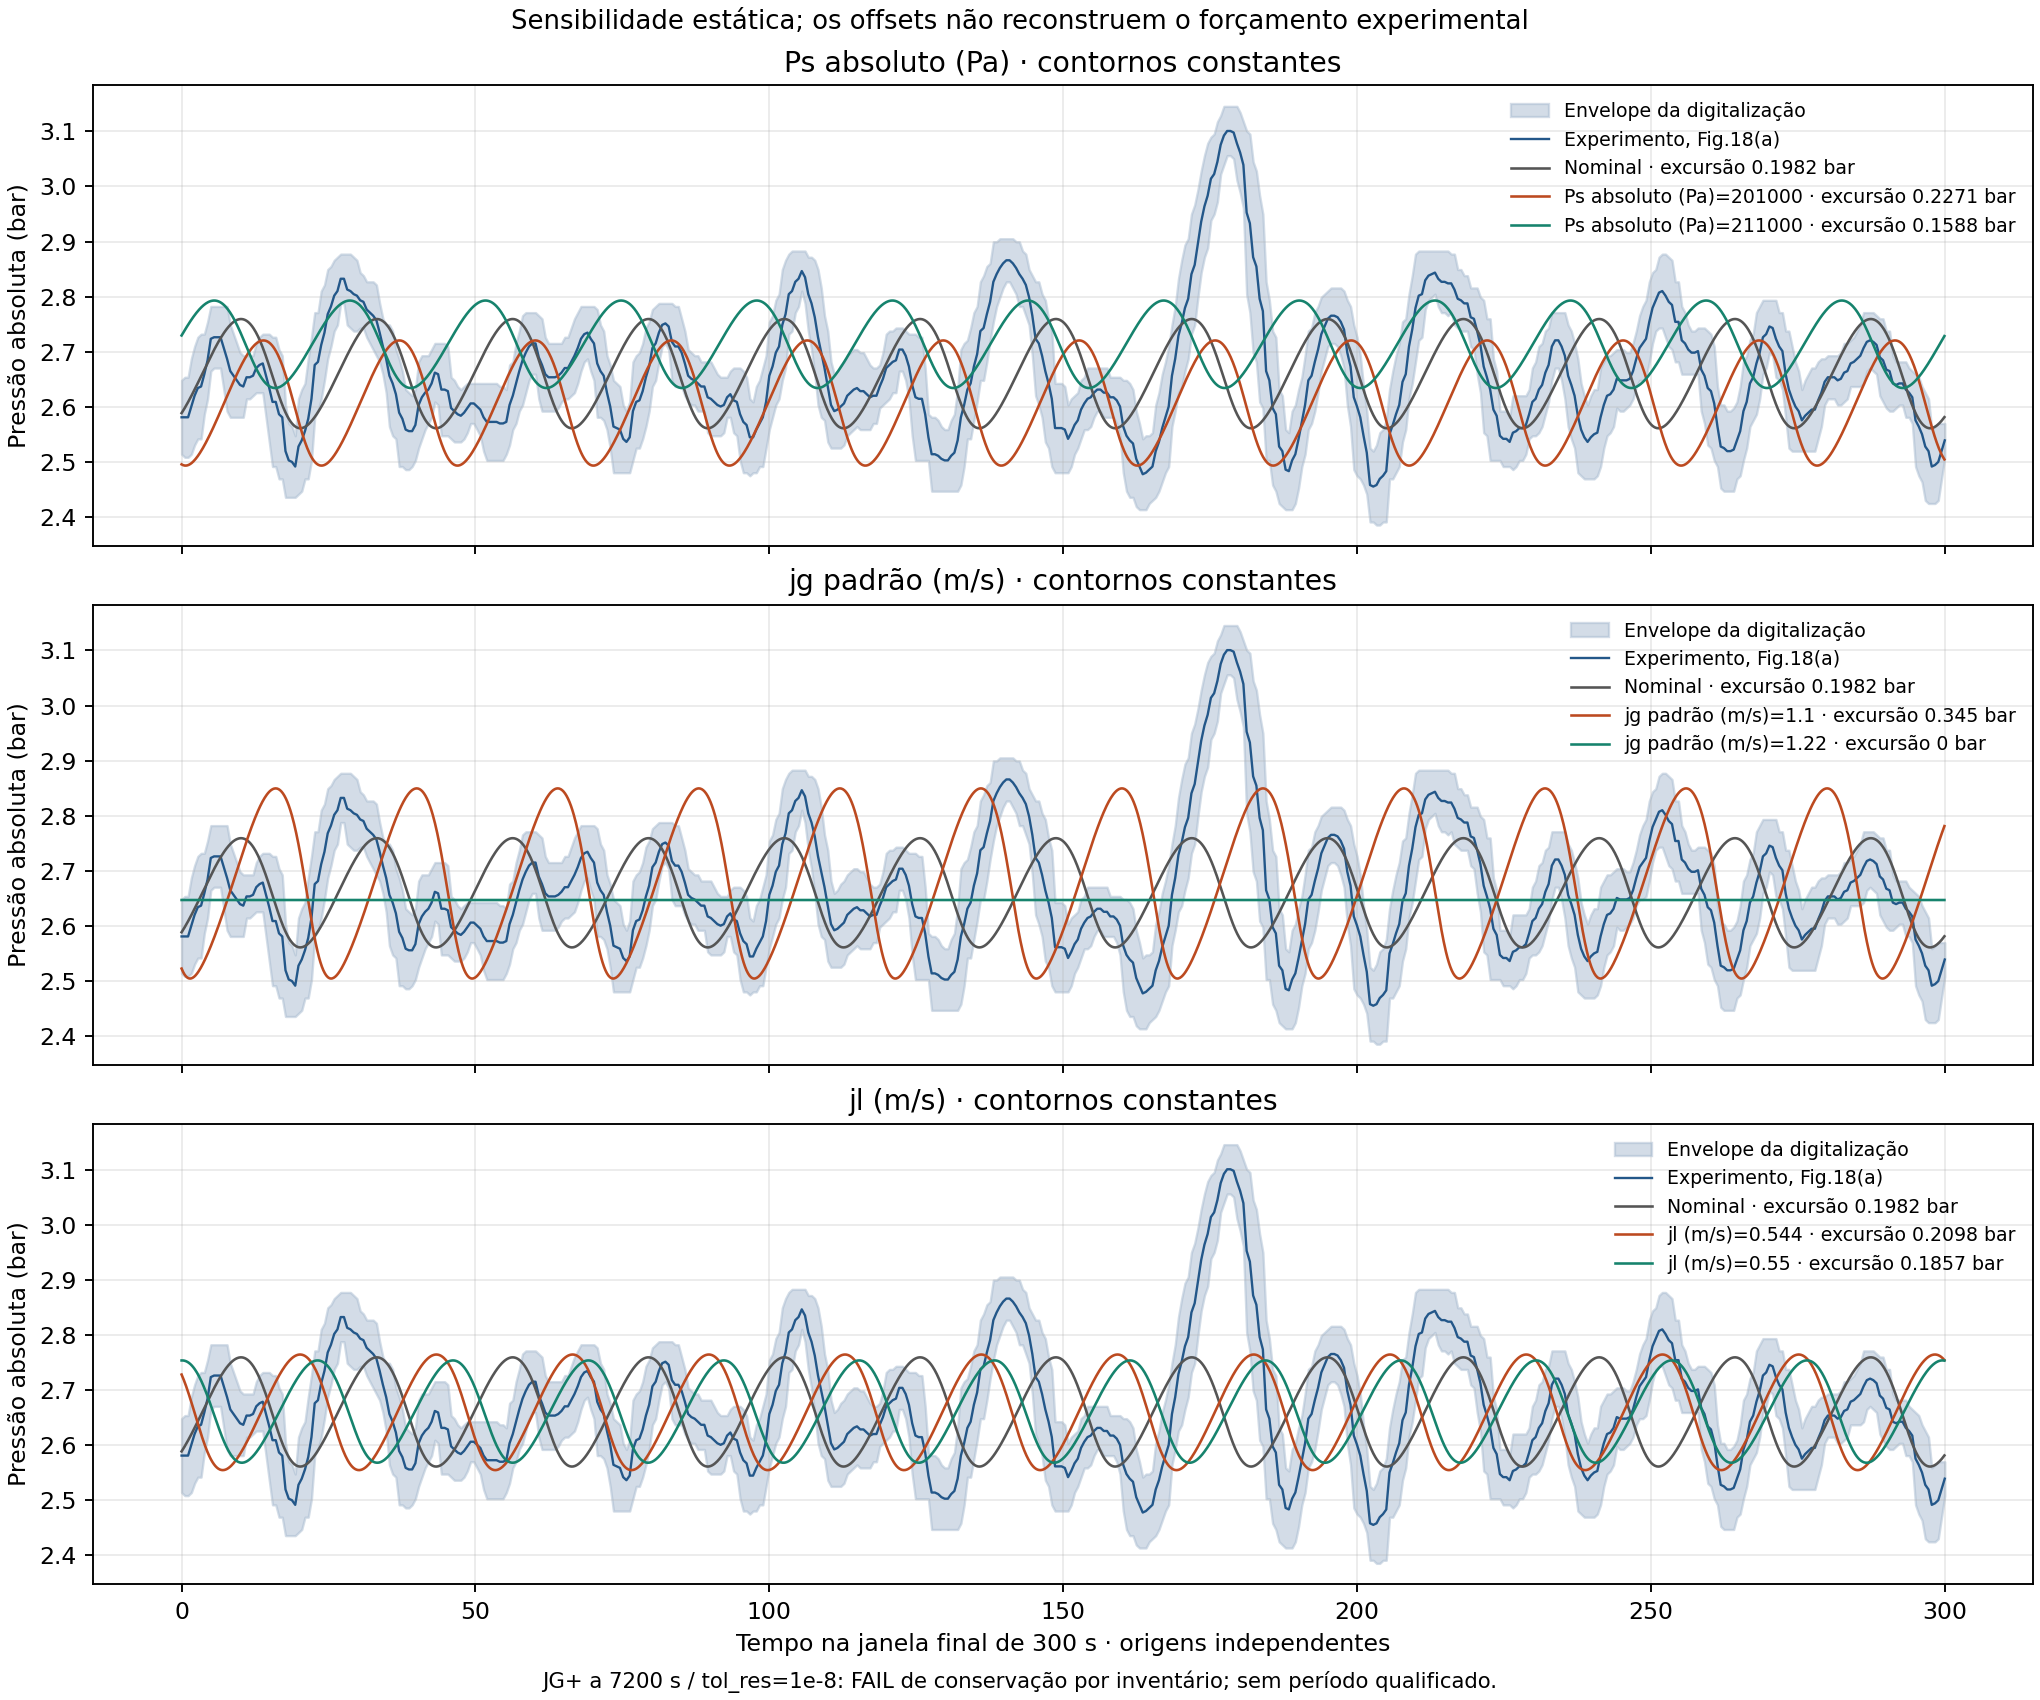 Sensibilidade estática; os offsets não reconstruem o forçamento experimental
Ps absoluto (Pa) · contornos constantes
Envelope da digitalização
Experimento, Fig.18(a)
Nominal · excursão 0.1982 bar
Ps absoluto (Pa)=201000 · excursão 0.2271 bar
Ps absoluto (Pa)=211000 · excursão 0.1588 bar
Pressão absoluta (bar)
3.1
3.0
2.9
2.8
2.7
2.6
2.5
2.4
jg padrão (m/s) · contornos constantes
Envelope da digitalização
Experimento, Fig.18(a)
Nominal · excursão 0.1982 bar
jg padrão (m/s)=1.1 · excursão 0.345 bar
jg padrão (m/s)=1.22 · excursão 0 bar
Pressão absoluta (bar)
3.1
3.0
2.9
2.8
2.7
2.6
2.5
2.4
jl (m/s) · contornos constantes
Envelope da digitalização
Experimento, Fig.18(a)
Nominal · excursão 0.1982 bar
jl (m/s)=0.544 · excursão 0.2098 bar
jl (m/s)=0.55 · excursão 0.1857 bar
Pressão absoluta (bar)
3.1
3.0
2.9
2.8
2.7
2.6
2.5
2.4
0 50 100 150 200 250 300
Tempo na janela final de 300 s · origens independentes
JG+ a 7200 s / tol_res=1e-8: FAIL de conservação por inventário; sem período qualificado.